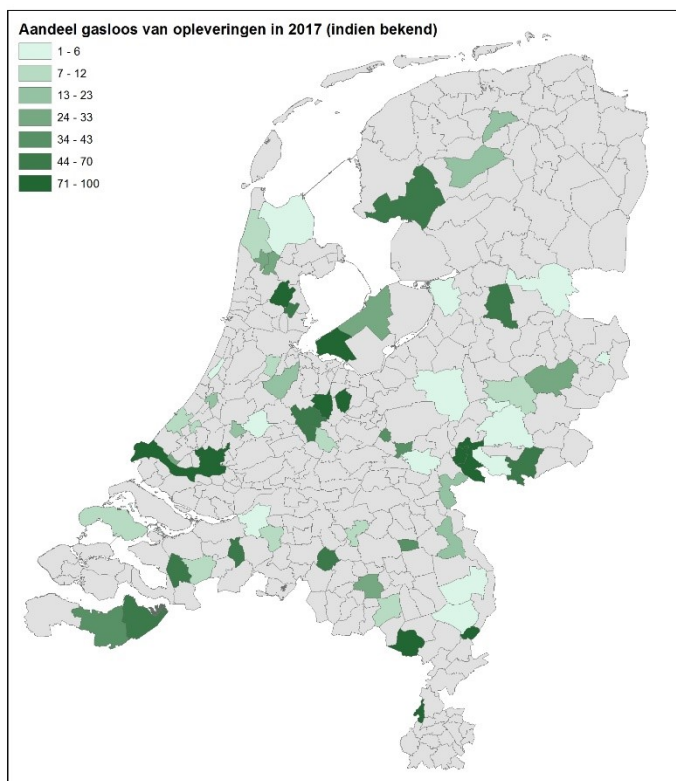 Aandeel gasloos van opleveringen in 2017 (indien bekend)
1 - 6
7 - 12
13 - 23
24 - 33
34 - 43
44 - 70
71 - 100